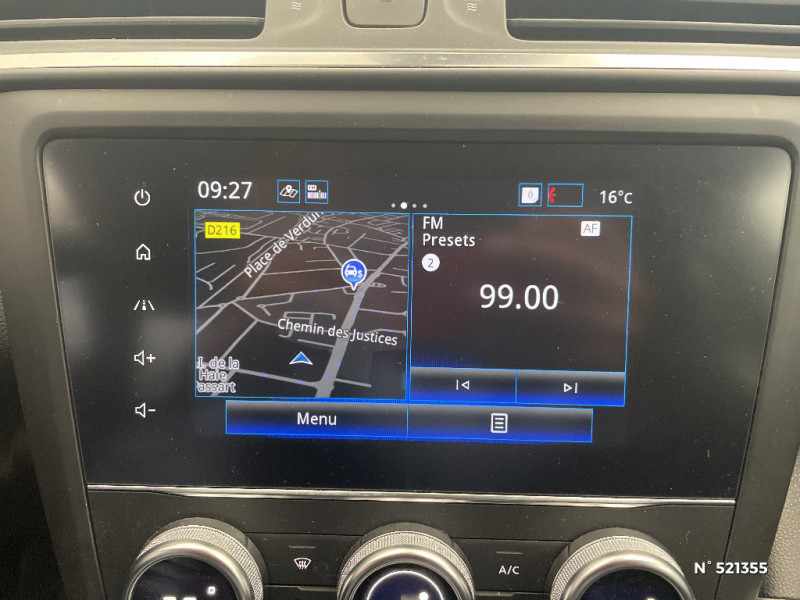 09:27
0
16°C
D216
Place de Verdun
$
Chemin des Justices
de la
Haie
assart
FM
Presets
AF
2
99.00
Menu
A/C
N° 521355